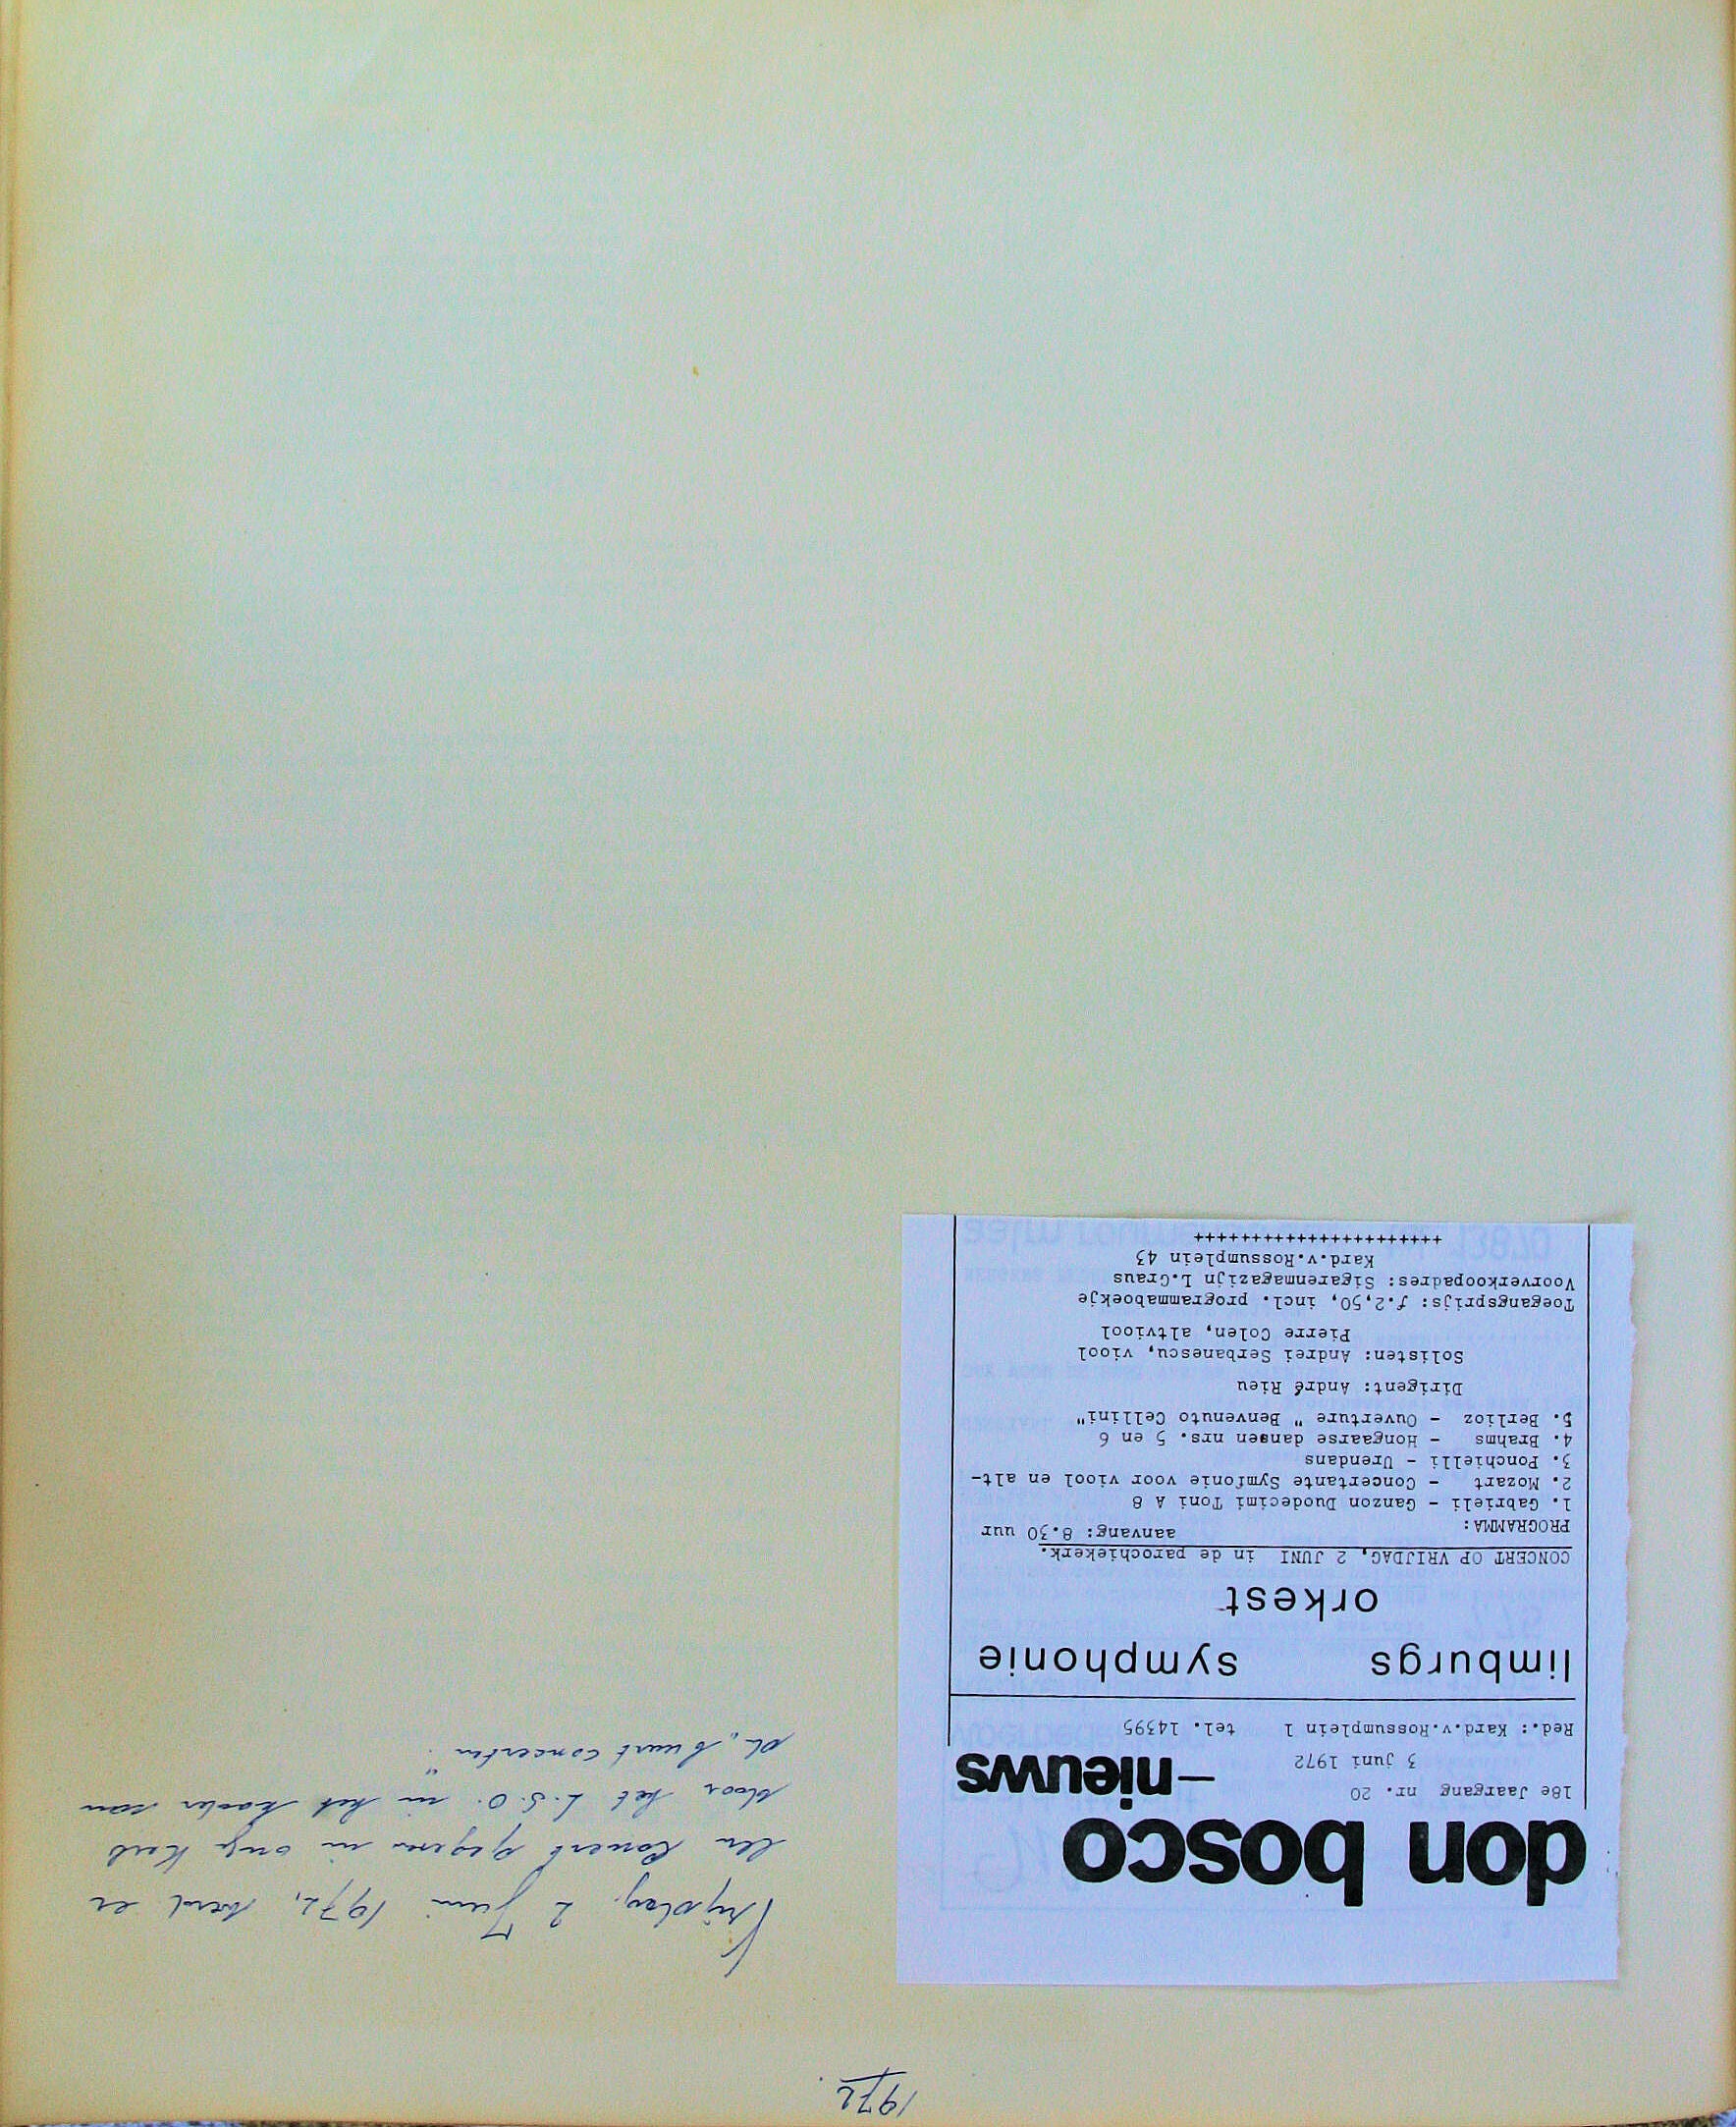 1972.
don bosco
-nieuws
18e Jaargang nr. 20
3 juni 1972
Red.: Kard.v.Rossumplein 1 tel. 14395
limburgs symphonie
orkest
CONCERT OP VRIJDAG, 2 JUNI in de parochiekerk.
PROGRAMMA: aanvang: 8.30 uur
1. Gabrieli - Ganzon Duodecimi Toni A 8
2. Mozart - Concertante Symfonie voor viool en alt-
3. Ponchielli - Urendans
4. Brahms - Hongaarse dansen nrs. 5 en 6
5. Berlioz - Ouverture " Benvenuto Cellini"
Dirigent: André Rieu
Solisten: Andrei Serbanescu, viool
Pierre Colen, altviool
Toegangsprijs: f.2,50, incl. programmaboekje
Voorverkoopadres: Sigarenmagazijn L.Graus
Kard.v.Rossumplein 43
++++++++++++++++++++++
Vrijdag, 2 Juni 1972, werd er
een Concert gegeven in onze Kerk
door het L.S.O. in het kader van
de „buurt concerten"